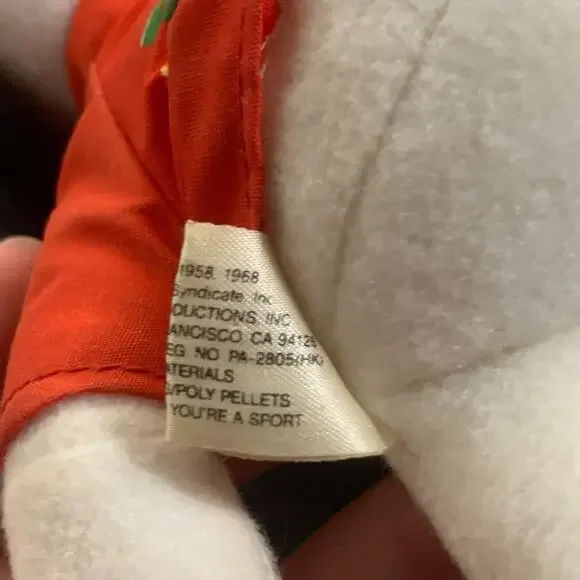 1958, 1968
Syndicate, Inc
DUCTIONS INC
ANCISCO CA 94126
EG NO PA-2805(HK)
ATERIALS
/POLY PELLETS
YOU'RE A SPORT